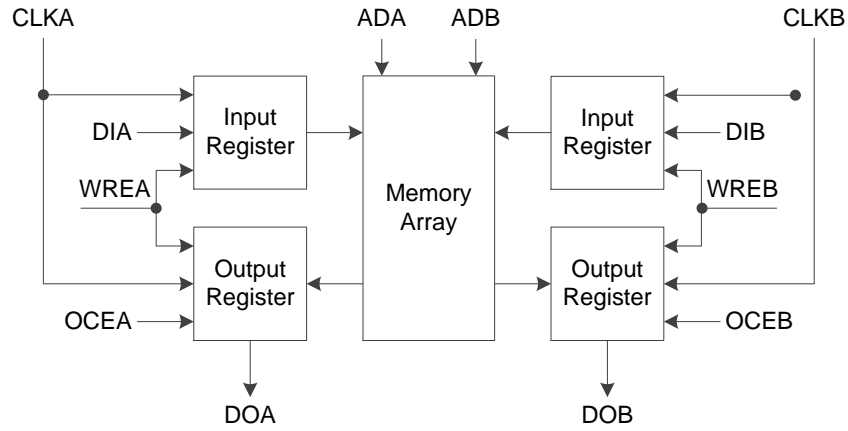 CLKA
ADA
ADB
CLKB
Input
Register
Input
Register
DIA
DIB
WREA
Memory
Array
WREB
Output
Register
Output
Register
OCEA
OCEB
DOA
DOB